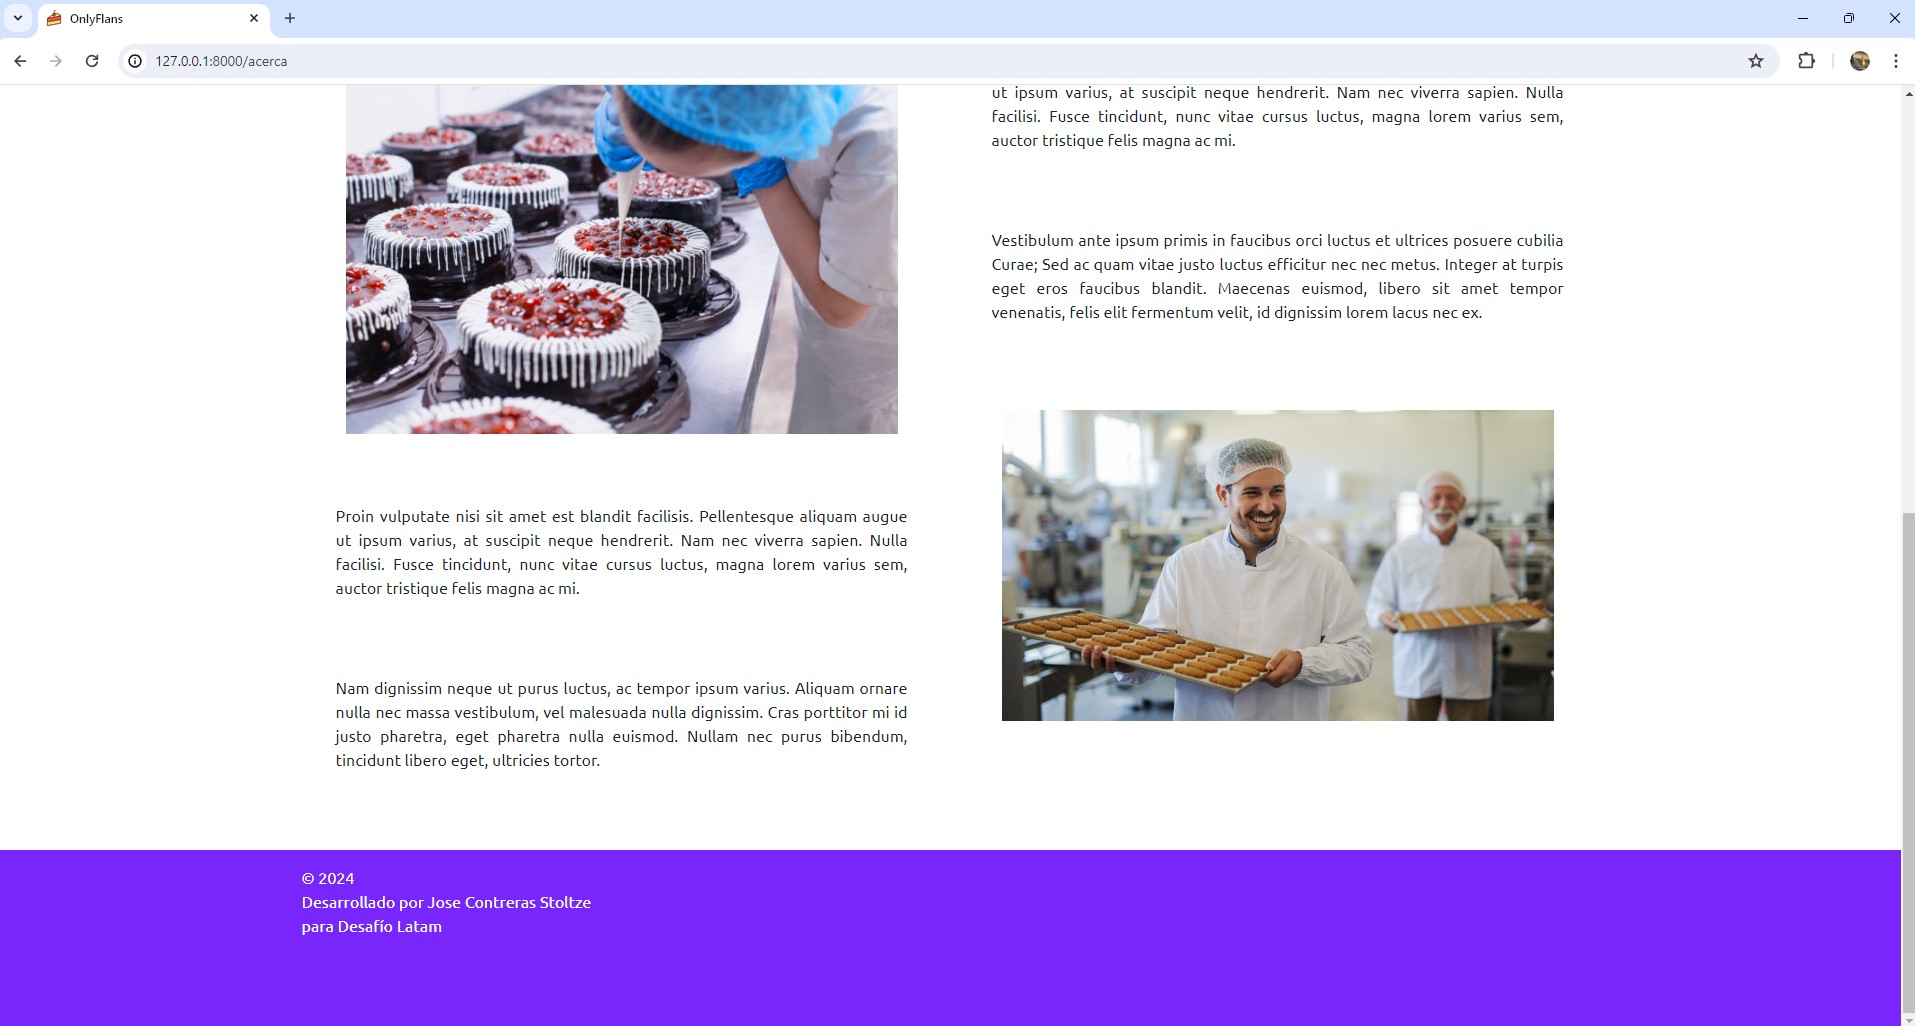 OnlyFlans
127.0.0.1:8000/acerca
Proin vulputate nisi sit amet est blandit facilisis. Pellentesque aliquam augue
ut ipsum varius, at suscipit neque hendrerit. Nam nec viverra sapien. Nulla
facilisi. Fusce tincidunt, nunc vitae cursus luctus, magna lorem varius sem,
auctor tristique felis magna ac mi.
Nam dignissim neque ut purus luctus, ac tempor ipsum varius. Aliquam ornare
nulla nec massa vestibulum, vel malesuada nulla dignissim. Cras porttitor mi id
justo pharetra, eget pharetra nulla euismod. Nullam nec purus bibendum,
tincidunt libero eget, ultricies tortor.
ut ipsum varius, at suscipit neque hendrerit. Nam nec viverra sapien. Nulla
facilisi. Fusce tincidunt, nunc vitae cursus luctus, magna lorem varius sem,
auctor tristique felis magna ac mi.
Vestibulum ante ipsum primis in faucibus orci luctus et ultrices posuere cubilia
Curae; Sed ac quam vitae justo luctus efficitur nec nec metus. Integer at turpis
eget eros faucibus blandit. Maecenas euismod, libero sit amet tempor
venenatis, felis elit fermentum velit, id dignissim lorem lacus nec ex.
© 2024
Desarrollado por Jose Contreras Stoltze
para Desafío Latam